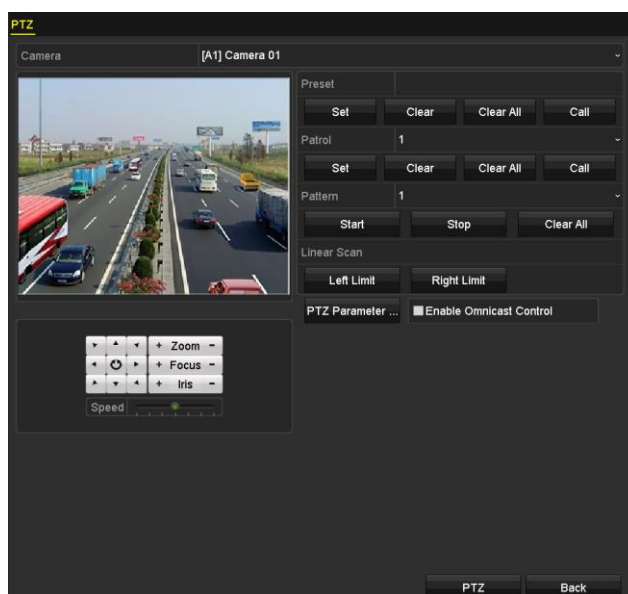 PTZ
Camera [A1] Camera 01
Preset
Set Clear Clear All Call
Patrol 1
Set Clear Clear All Call
Pattern 1
Start Stop Clear All
Linear Scan
Left Limit Right Limit
PTZ Parameter ... Enable Omnicast Control
+ Zoom -
+ Focus -
+ Iris -
Speed
PTZ Back